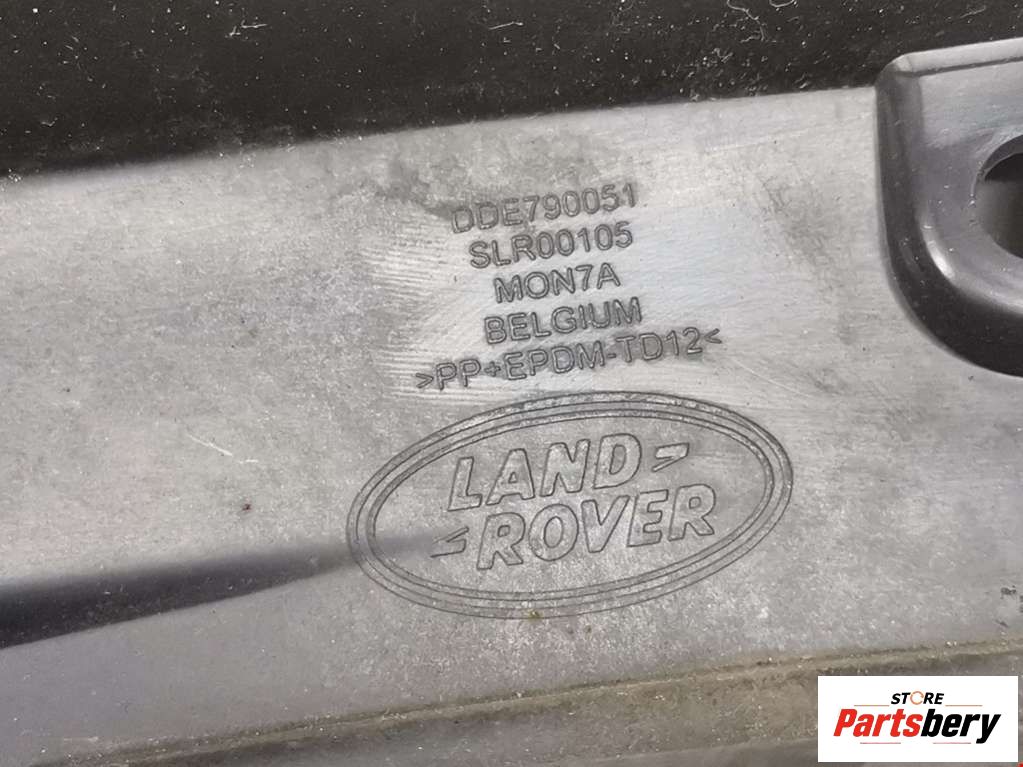 DDE790051
SLR00105
MON7A
BELGIUM
>PP+EPDM-TD12<
LAND
ROVER
STORE
Partsbery